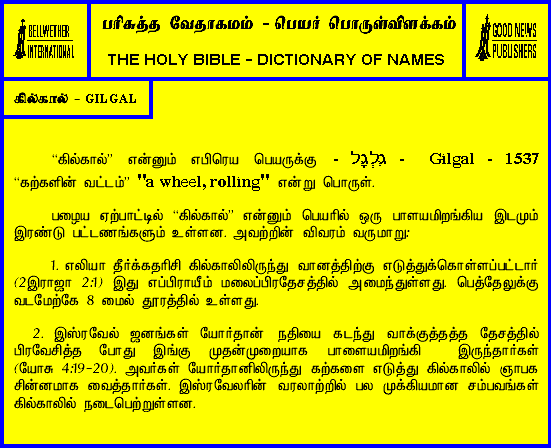 BELLWETHER
INTERNATIONAL
பரிசுத்த வேதாகமம் - பெயர் பொருள்விளக்கம்
THE HOLY BIBLE - DICTIONARY OF NAMES
GOOD NEWS
PUBLISHERS
கில்கால் - GILGAL
“கில்கால்” என்னும் எபிரெய பெயருக்கு - גִּלְגָּל - Gilgal - 1537
“கற்களின் வட்டம்” "a wheel, rolling" என்று பொருள்.
பழைய ஏற்பாட்டில் “கில்கால்” என்னும் பெயரில் ஒரு பாளயமிறங்கிய இடமும்
இரண்டு பட்டணங்களும் உள்ளன. அவற்றின் விவரம் வருமாறு:
1. எலியா தீர்க்கதரிசி கில்காலிலிருந்து வானத்திற்கு எடுத்துக்கொள்ளப்பட்டார்
(2இராஜா 2:1) இது எப்பிராயீம் மலைப்பிரதேசத்தில் அமைந்துள்ளது. பெத்தேலுக்கு
வடமேற்கே 8 மைல் தூரத்தில் உள்ளது.
2. இஸ்ரவேல் ஜனங்கள் யோர்தான் நதியை கடந்து வாக்குத்தத்த தேசத்தில்
பிரவேசித்த போது இங்கு முதன்முறையாக பாளையமிறங்கி இருந்தார்கள்
(யோசு 4:19-20). அவர்கள் யோர்தானிலிருந்து கற்களை எடுத்து கில்காலில் ஞாபக
சின்னமாக வைத்தார்கள். இஸ்ரவேலரின் வரலாற்றில் பல முக்கியமான சம்பவங்கள்
கில்காலில் நடைபெற்றுள்ளன.